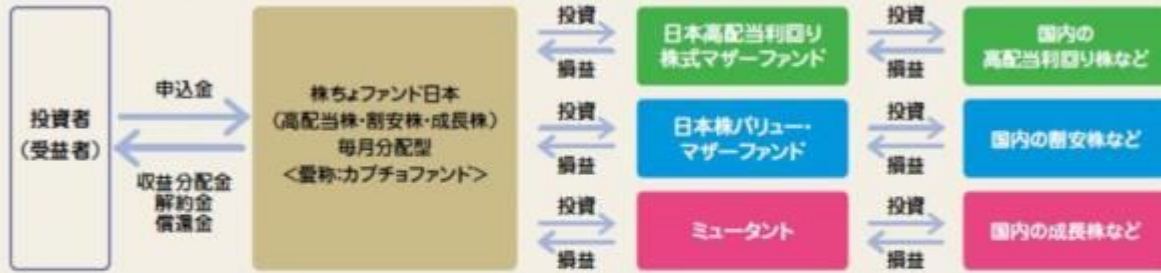 投資者
（受益者）
申込金
収益分配金
解約金
償還金
株ちょファンド日本
（高配当株・割安株・成長株）
毎月分配型
＜愛称：カブチョファンド＞
投資
損益
日本高配当利回り
株式マザーファンド
投資
損益
国内の
高配当利回り株など
投資
損益
日本株バリュー・
マザーファンド
投資
損益
国内の割安株など
投資
損益
ミュータント
投資
損益
国内の成長株など